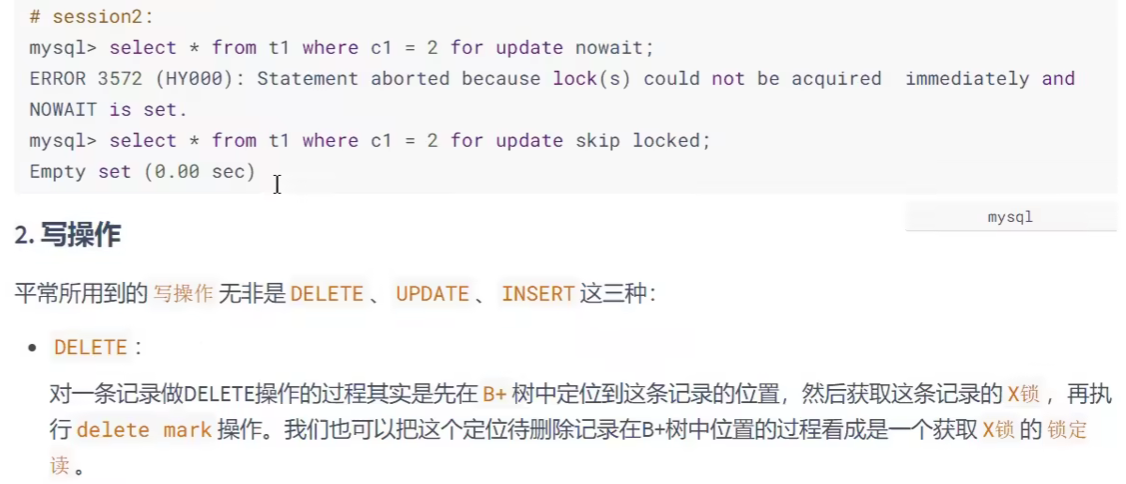 # session2:
mysql> select * from t1 where c1 = 2 for update nowait;
ERROR 3572 (HY000): Statement aborted because lock(s) could not be acquired  immediately and
NOWAIT is set.
mysql> select * from t1 where c1 = 2 for update skip locked;
Empty set (0.00 sec)
mysql
2. 写操作
平常所用到的 写操作 无非是 DELETE 、 UPDATE 、 INSERT 这三种：
• DELETE ：
对一条记录做DELETE操作的过程其实是先在 B+ 树中定位到这条记录的位置，然后获取这条记录的 X锁 ，再执
行 delete mark 操作。我们也可以把这个定位待删除记录在B+树中位置的过程看成是一个获取 X锁 的 锁定
读 。